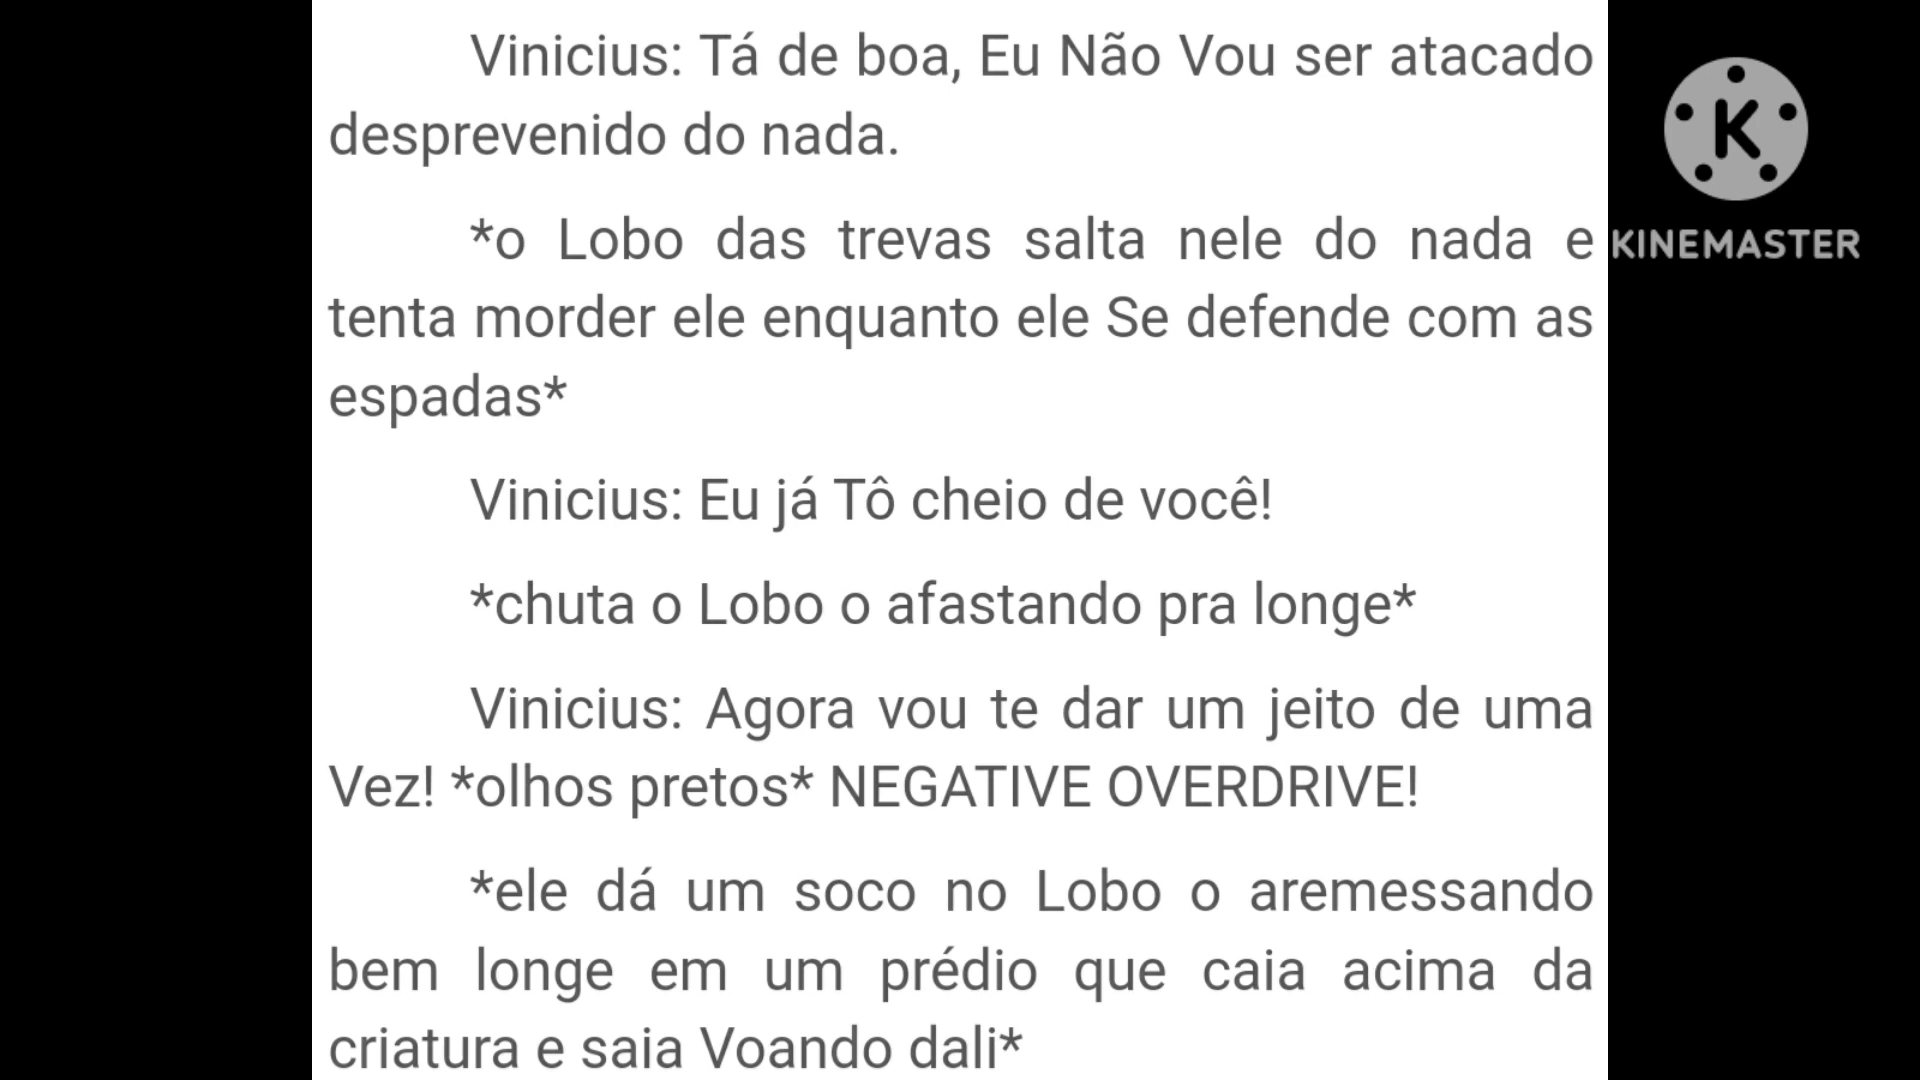 Vinicius: Tá de boa, Eu Não Vou ser atacado
desprevenido do nada.
*o Lobo das trevas salta nele do nada e
tenta morder ele enquanto ele Se defende com as
espadas*
Vinicius: Eu já Tô cheio de você!
*chuta o Lobo o afastando pra longe*
Vinicius: Agora vou te dar um jeito de uma
Vez! *olhos pretos* NEGATIVE OVERDRIVE!
*ele dá um soco no Lobo o aremessando
bem longe em um prédio que caia acima da
criatura e saia Voando dali*
K
KINEMASTER